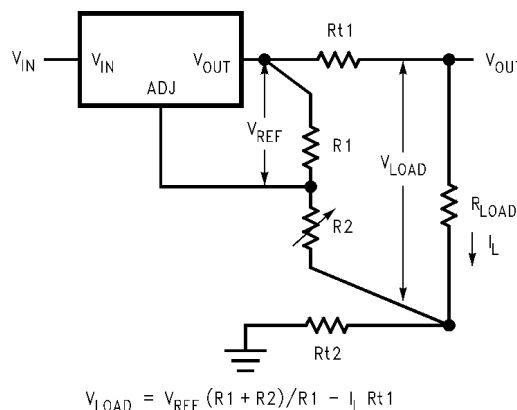 Rt1
V_IN V_IN V_OUT V_OUT
ADJ
V_REF
R1
V_LOAD
R2
R_LOAD
I_L
Rt2
V_LOAD = V_REF (R1 + R2)/R1 − I_L Rt1